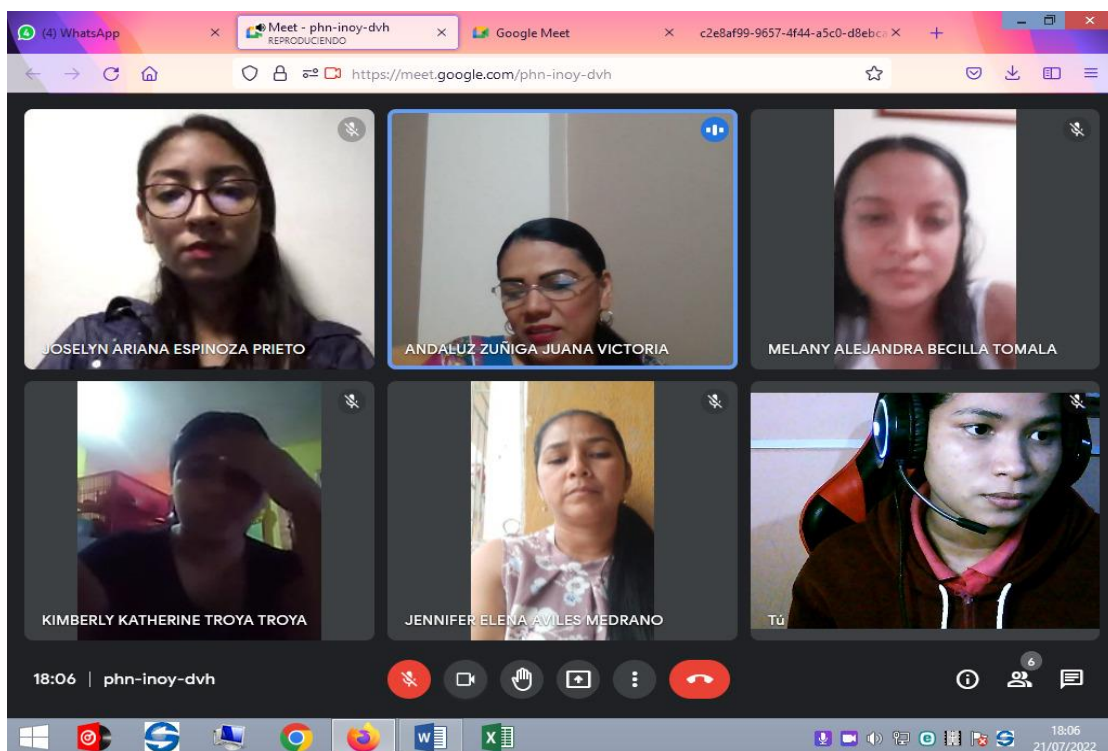 (4) WhatsApp
Meet - phn-inoy-dvh
REPRODUCIENDO
Google Meet
c2e8af99-9657-4f44-a5c0-d8ebca
https://meet.google.com/phn-inoy-dvh
JOSELYN ARIANA ESPINOZA PRIETO
ANDALUZ ZUÑIGA JUANA VICTORIA
MELANY ALEJANDRA BECILLA TOMALA
KIMBERLY KATHERINE TROYA TROYA
JENNIFER ELENA AVILES MEDRANO
Tú
18:06 | phn-inoy-dvh
6
18:06
21/07/2022